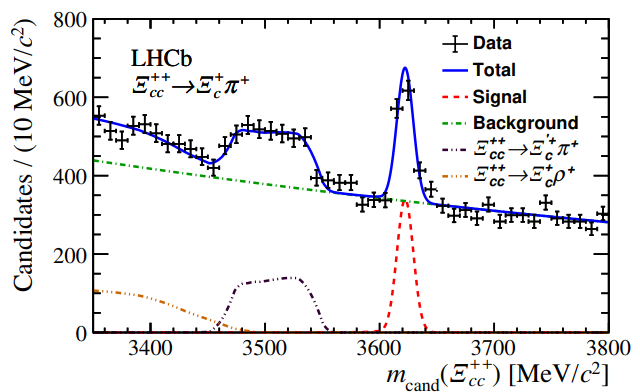 LHCb
Ξcc++→Ξc+π+
Data
Total
Signal
Background
Ξcc++→Ξc'+π+
Ξcc++→Ξc+ρ+
Candidates / (10 MeV/c2)
800
600
400
200
0
3400 3500 3600 3700 3800
mcand(Ξcc++) [MeV/c2]